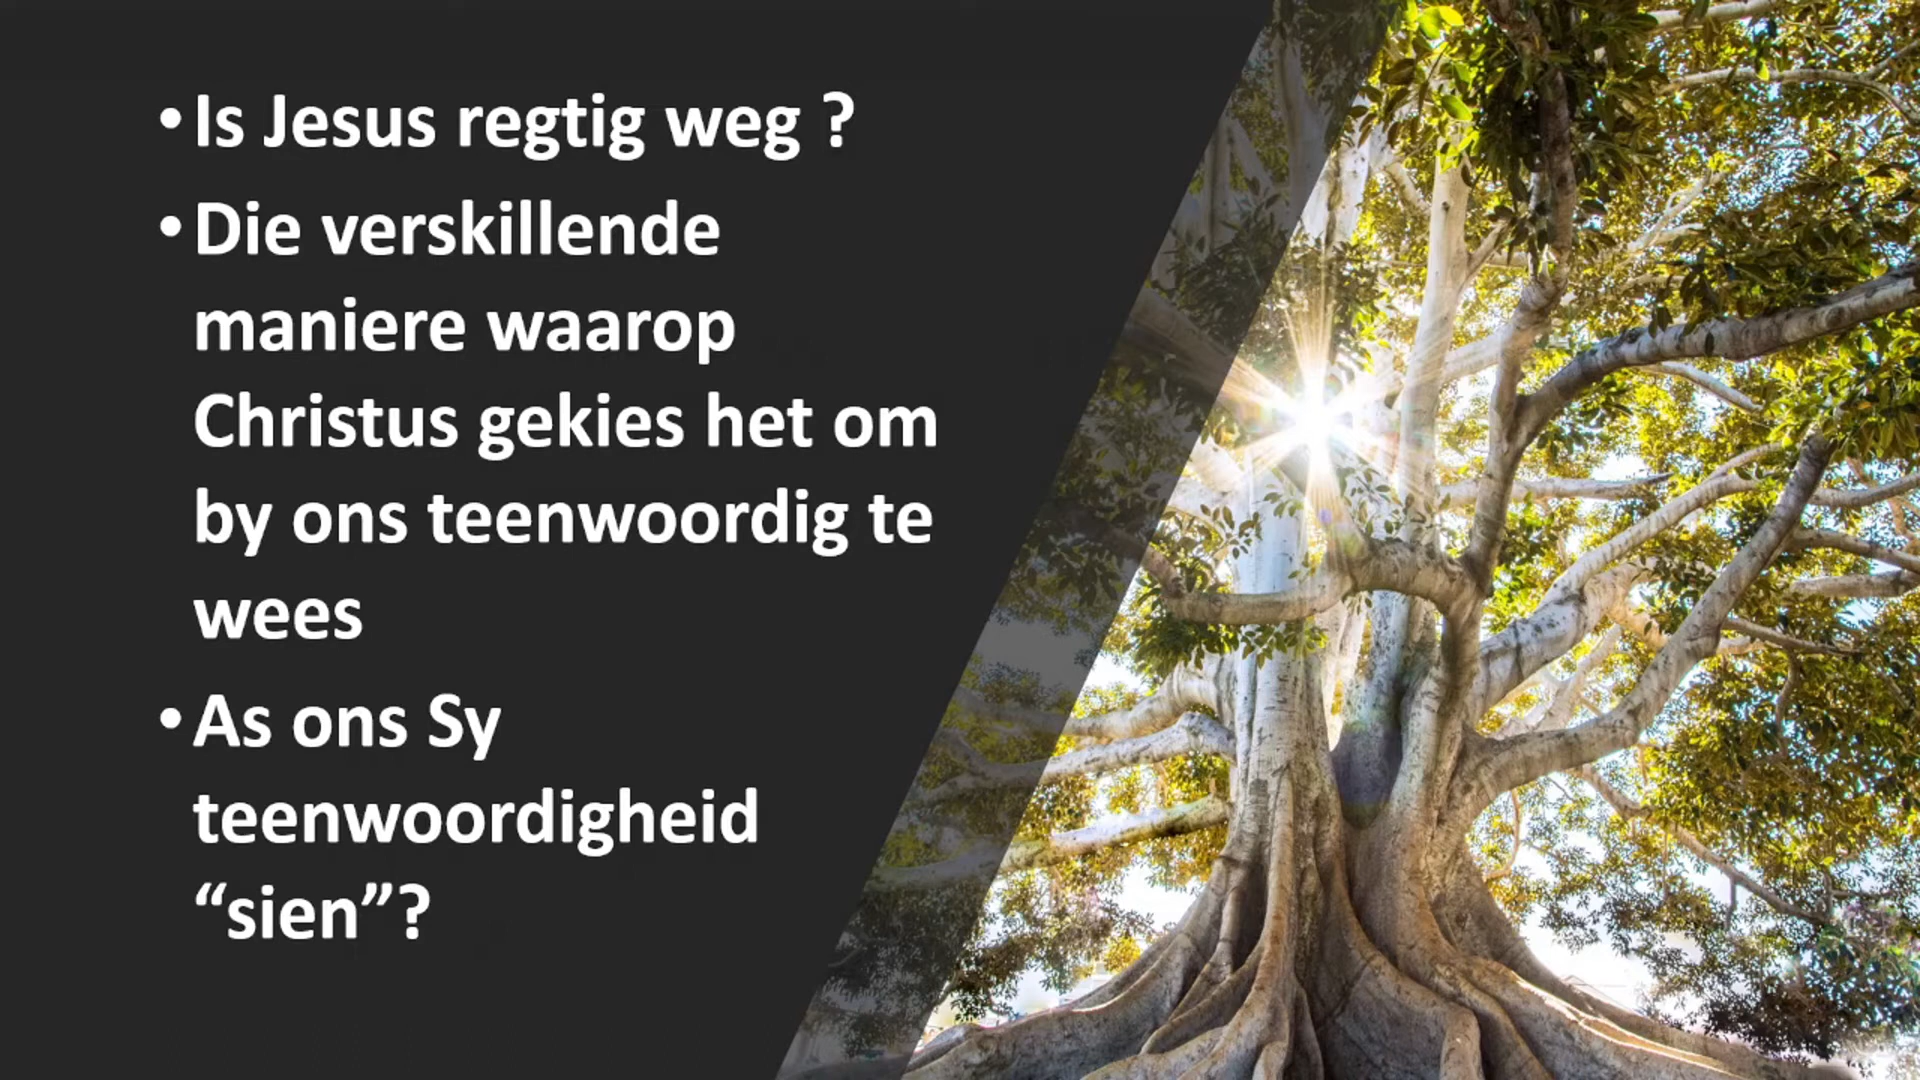 • Is Jesus regtig weg ?
• Die verskillende
maniere waarop
Christus gekies het om
by ons teenwoordig te
wees
• As ons Sy
teenwoordigheid
“sien”?